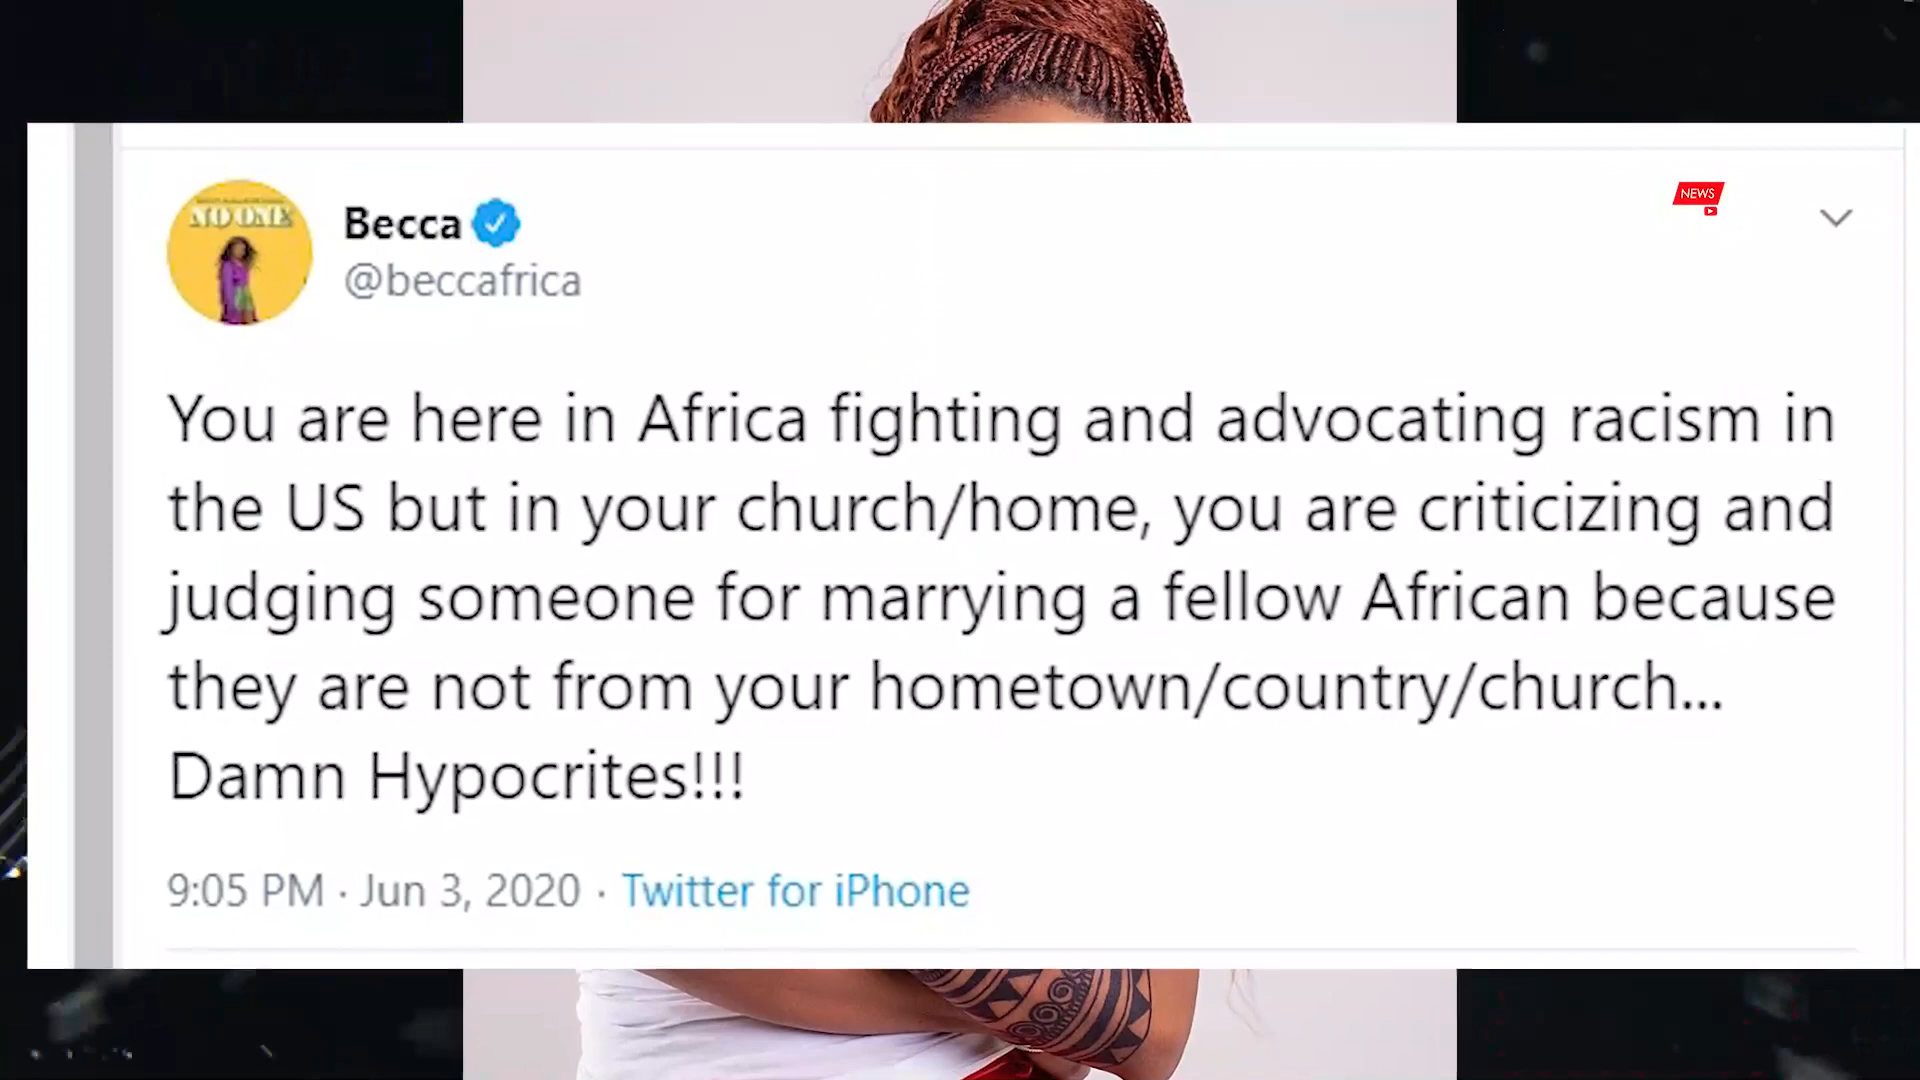 NO ONE
Becca
NEWS
@beccafrica
You are here in Africa fighting and advocating racism in
the US but in your church/home, you are criticizing and
judging someone for marrying a fellow African because
they are not from your hometown/country/church...
Damn Hypocrites!!!
9:05 PM · Jun 3, 2020 · Twitter for iPhone